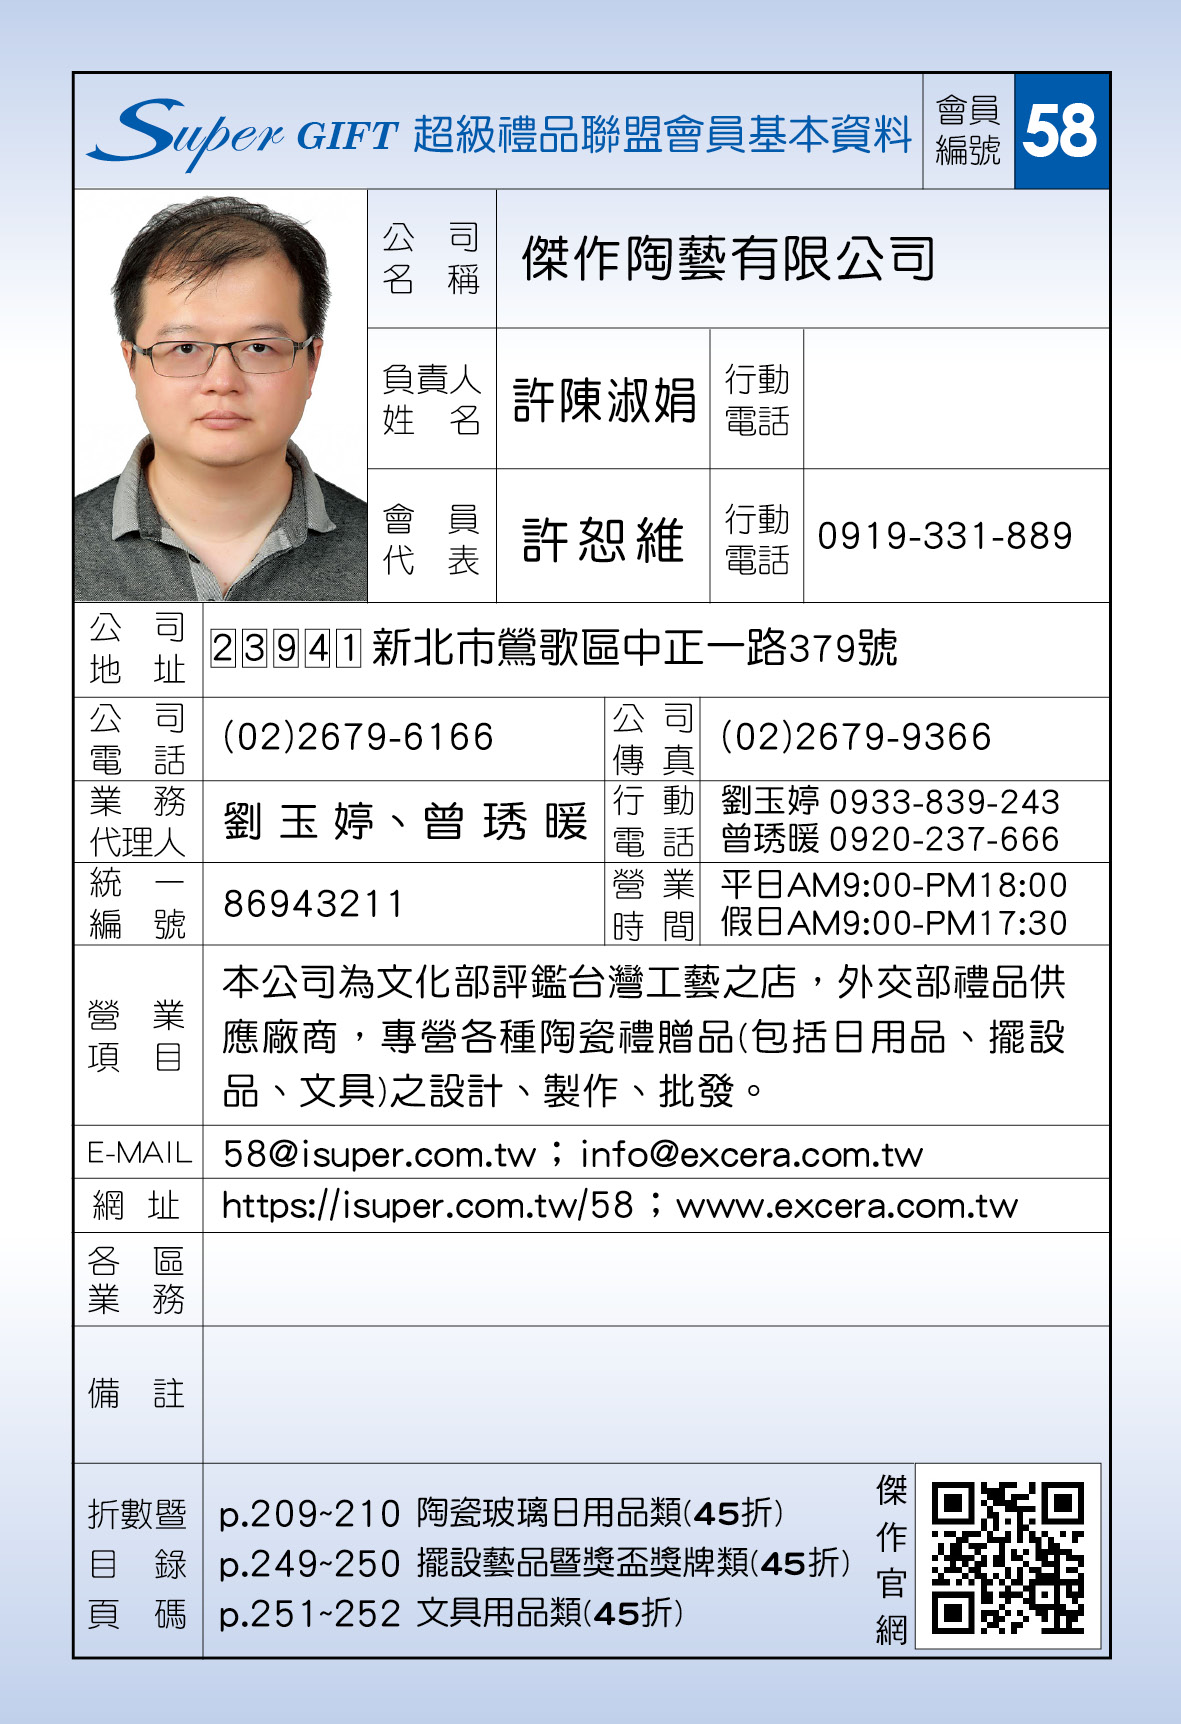 Super GIFT 超級禮品聯盟會員基本資料
會員
編號
58
公司
名稱
傑作陶藝有限公司
負責人
姓名
許陳淑娟
行動
電話
會員
代表
許恕維
行動
電話
0919-331-889
公司
地址
23941 新北市鶯歌區中正一路379號
公司
電話
(02)2679-6166
公司
傳真
(02)2679-9366
業務
代理人
劉玉婷、曾琇暖
行動
電話
劉玉婷 0933-839-243
曾琇暖 0920-237-666
統一
編號
86943211
營業
時間
平日AM9:00-PM18:00
假日AM9:00-PM17:30
營業
項目
本公司為文化部評鑑台灣工藝之店，外交部禮品供
應廠商，專營各種陶瓷禮贈品(包括日用品、擺設
品、文具)之設計、製作、批發。
E-MAIL
58@isuper.com.tw；info@excera.com.tw
網址
https://isuper.com.tw/58；www.excera.com.tw
各區
業務
備註
折數暨
目錄
頁碼
p.209~210 陶瓷玻璃日用品類(45折)
p.249~250 擺設藝品暨獎盃獎牌類(45折)
p.251~252 文具用品類(45折)
傑作官網